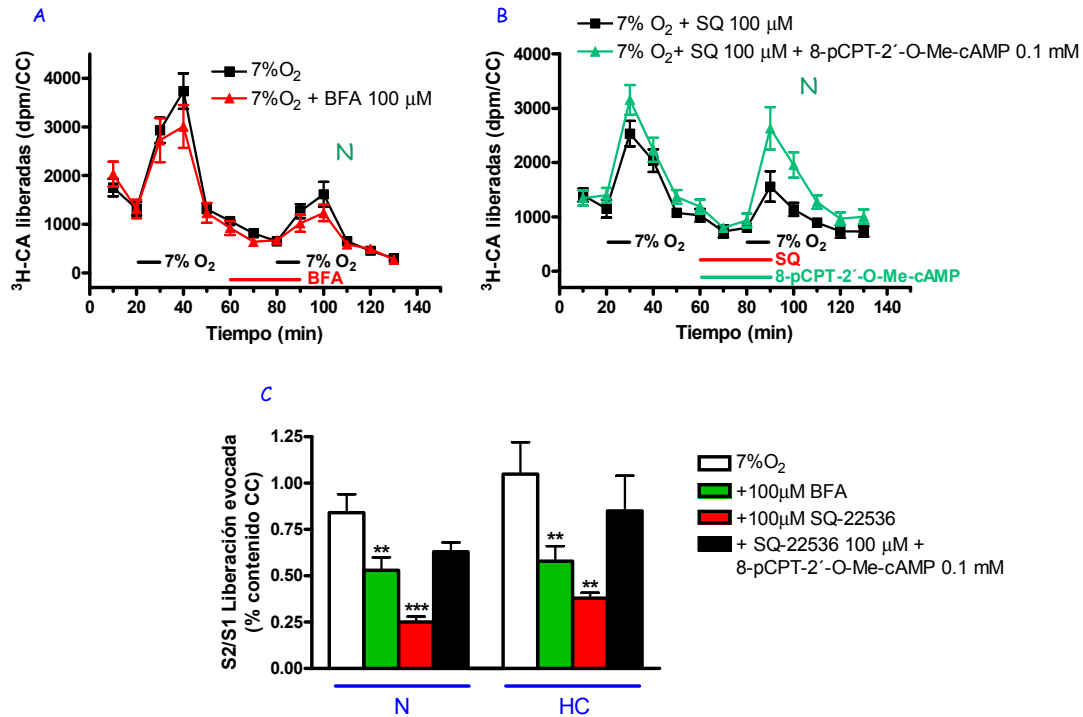 A
7%O2
7%O2 + BFA 100 μM
N
³H-CA liberadas (dpm/CC)
4000
3000
2000
1000
0
7% O2
7% O2
BFA
0 20 40 60 80 100 120 140
Tiempo (min)
B
7% O2 + SQ 100 μM
7% O2+ SQ 100 μM + 8-pCPT-2´-O-Me-cAMP 0.1 mM
N
³H-CA liberadas (dpm/CC)
4000
3000
2000
1000
0
7% O2
7% O2
SQ
8-pCPT-2´-O-Me-cAMP
0 20 40 60 80 100 120 140
Tiempo (min)
C
S2/S1 Liberación evocada
(% contenido CC)
1.25
1.00
0.75
0.50
0.25
0.00
**
***
**
**
N
HC
7%O2
+100μM BFA
+100μM SQ-22536
+ SQ-22536 100 μM +
8-pCPT-2´-O-Me-cAMP 0.1 mM